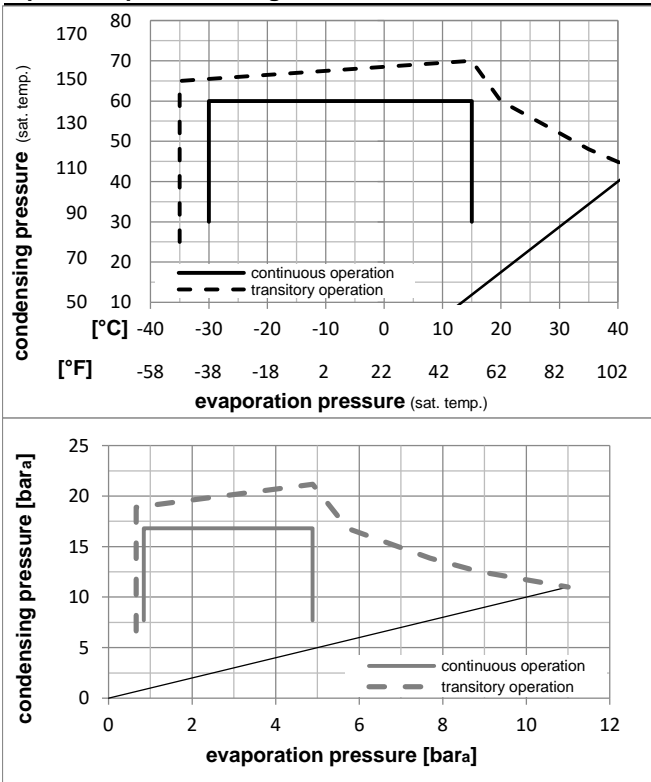 170 80
150 70
130 60
50
110 40
90 30
70 20
50 10
condensing pressure (sat. temp.)
continuous operation
transitory operation
[°C] -40 -30 -20 -10 0 10 20 30 40
[°F] -58 -38 -18 2 22 42 62 82 102
evaporation pressure (sat. temp.)
25
20
15
10
5
0
condensing pressure [bara]
continuous operation
transitory operation
0 2 4 6 8 10 12
evaporation pressure [bara]